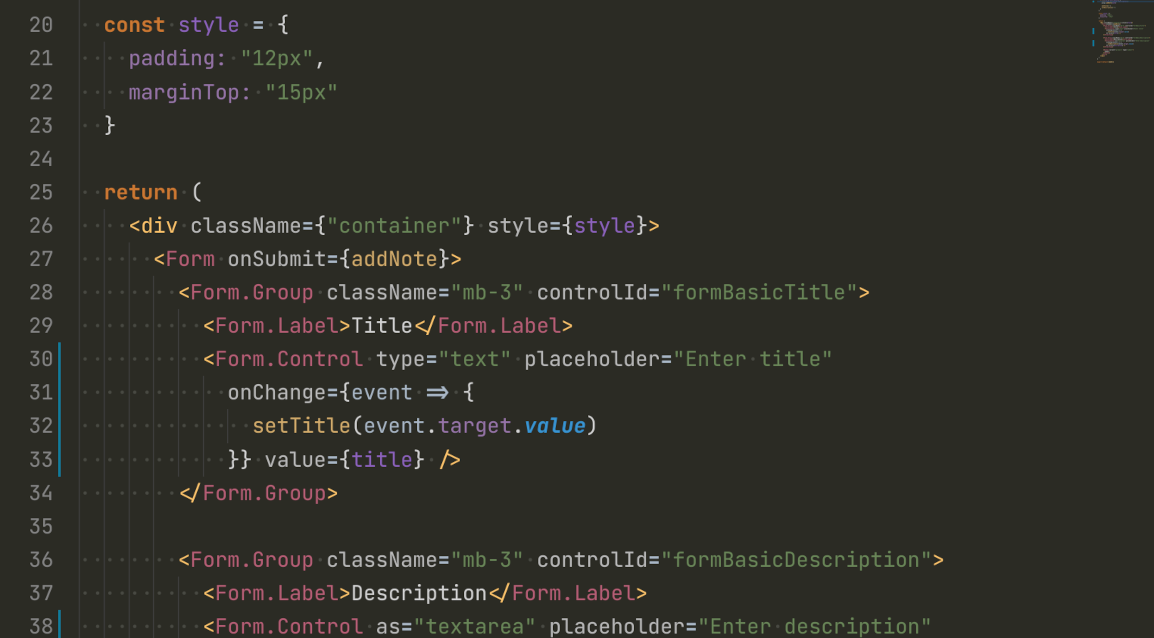 20 const style = {
21 padding: "12px",
22 marginTop: "15px"
23 }
24
25 return (
26 <div className={"container"} style={style}>
27 <Form onSubmit={addNote}>
28 <Form.Group className="mb-3" controlId="formBasicTitle">
29 <Form.Label>Title</Form.Label>
30 <Form.Control type="text" placeholder="Enter title"
31 onChange={event => {
32 setTitle(event.target.value)
33 }} value={title} />
34 </Form.Group>
35
36 <Form.Group className="mb-3" controlId="formBasicDescription">
37 <Form.Label>Description</Form.Label>
38 <Form.Control as="textarea" placeholder="Enter description"